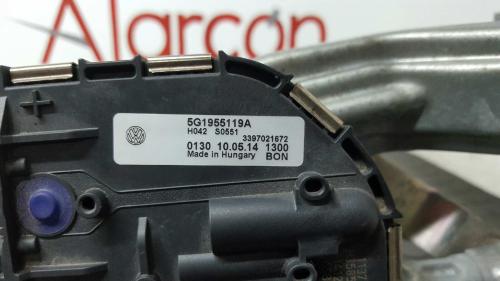 Alarcon
5G1955119A
H042 S0551
3397021672
0130 10.05.14 1300
Made in Hungary BON